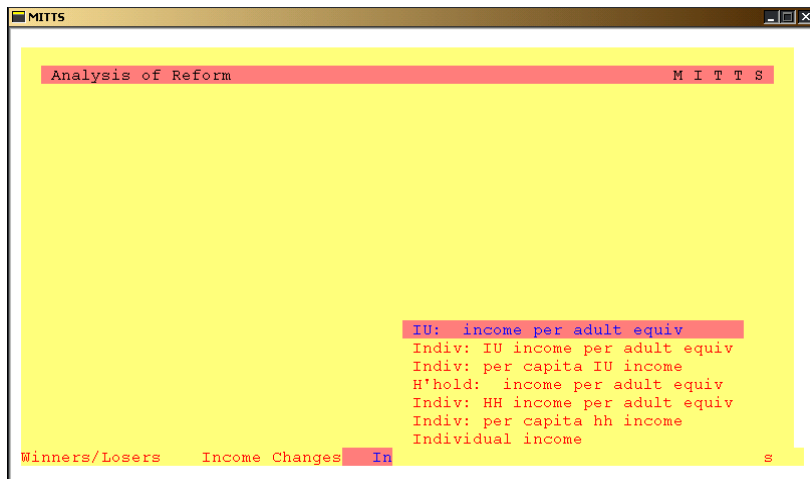 MITTS
Analysis of Reform M I T T S
IU: income per adult equiv
Indiv: IU income per adult equiv
Indiv: per capita IU income
H'hold: income per adult equiv
Indiv: HH income per adult equiv
Indiv: per capita hh income
Individual income
Winners/Losers Income Changes In s